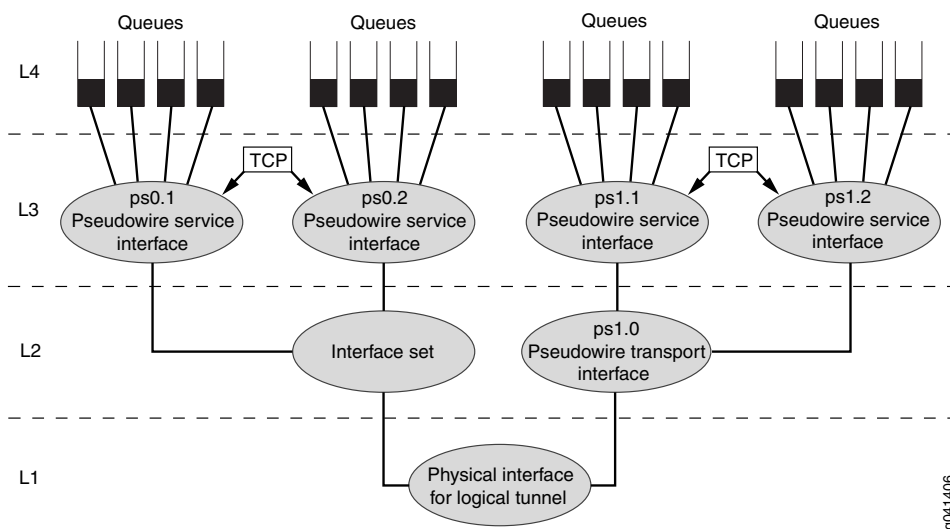 Queues Queues Queues Queues
L4
TCP TCP
L3
ps0.1
Pseudowire service
interface
ps0.2
Pseudowire service
interface
ps1.1
Pseudowire service
interface
ps1.2
Pseudowire service
interface
L2
Interface set
ps1.0
Pseudowire transport
interface
L1
Physical interface
for logical tunnel
g041406